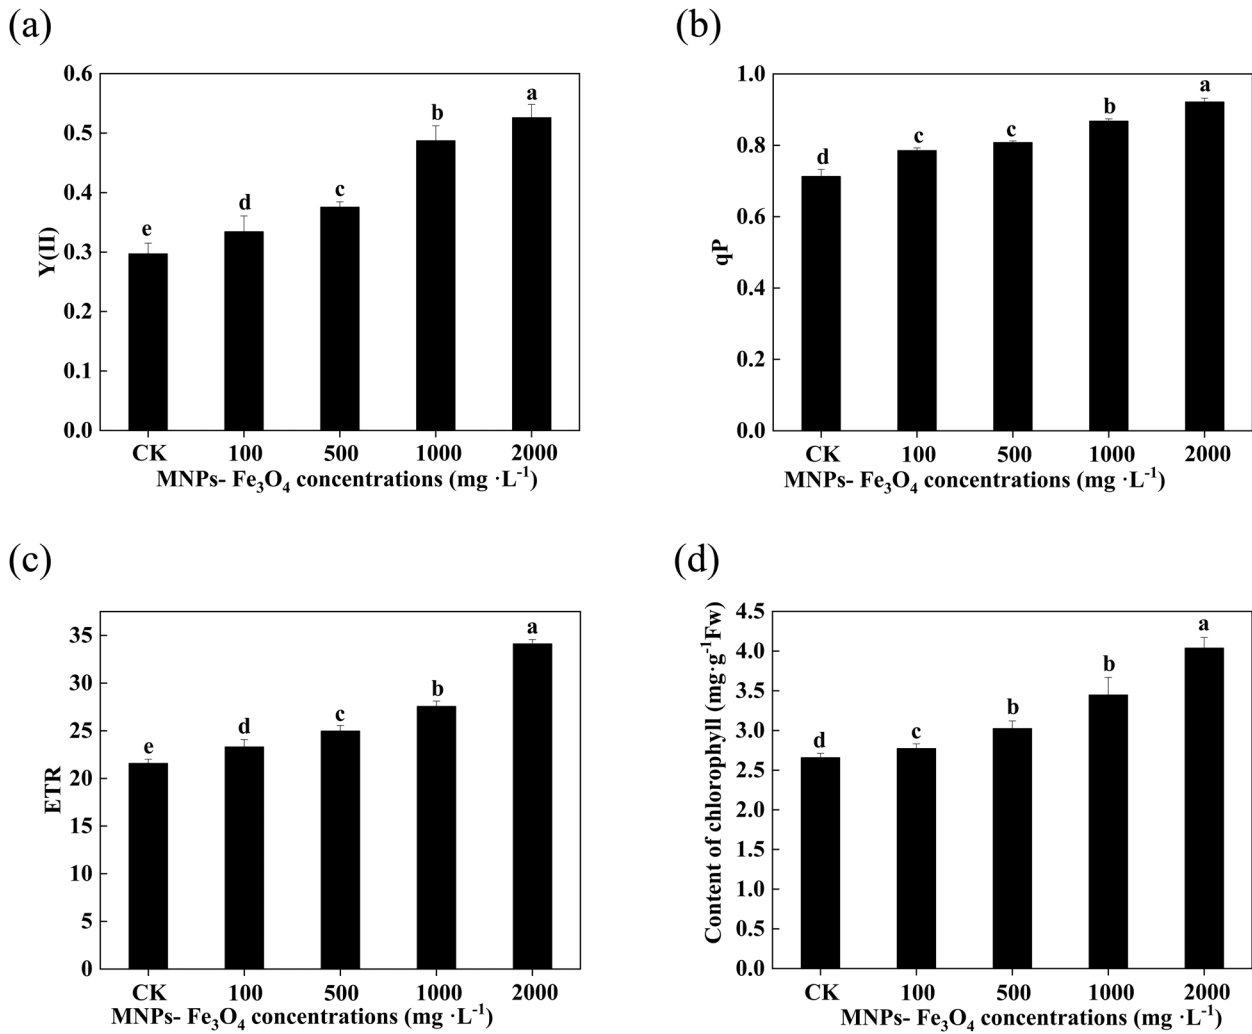 (a)
0.6
0.5
0.4
0.3
0.2
0.1
0.0
Y(II)
e
d
c
b
a
CK 100 500 1000 2000
MNPs- Fe₃O₄ concentrations (mg ·L⁻¹)
(b)
1.0
0.8
0.6
0.4
0.2
0.0
qP
d
c
c
b
a
CK 100 500 1000 2000
MNPs- Fe₃O₄ concentrations (mg ·L⁻¹)
(c)
35
30
25
20
15
10
5
0
ETR
e
d
c
b
a
CK 100 500 1000 2000
MNPs- Fe₃O₄ concentrations (mg ·L⁻¹)
(d)
4.5
4.0
3.5
3.0
2.5
2.0
1.5
1.0
0.5
0.0
Content of chlorophyll (mg·g⁻¹Fw)
d
c
b
b
a
CK 100 500 1000 2000
MNPs- Fe₃O₄ concentrations (mg ·L⁻¹)